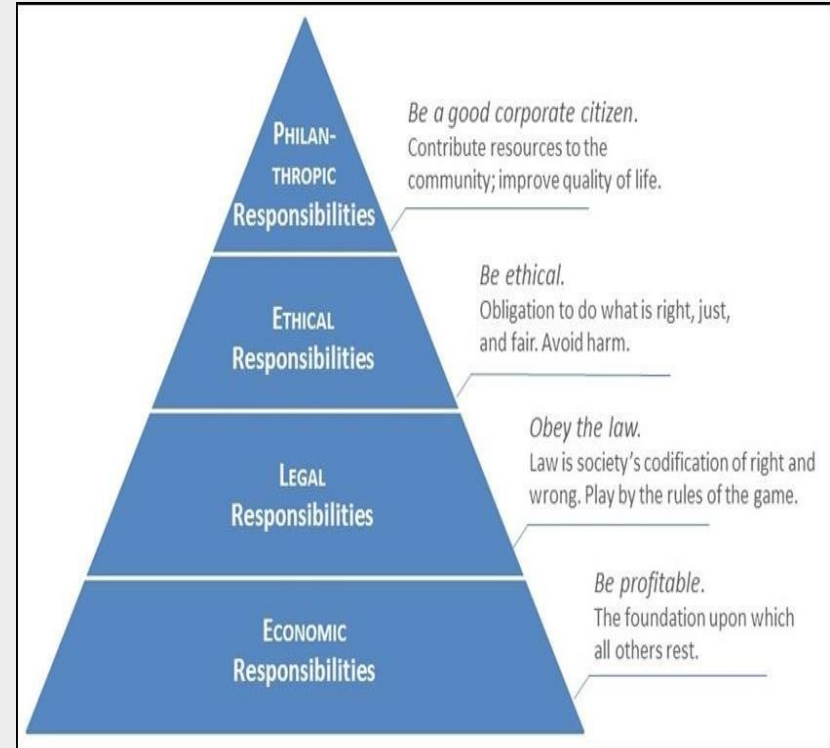 PHILAN-
THROPIC
Responsibilities
Be a good corporate citizen.
Contribute resources to the
community; improve quality of life.
ETHICAL
Responsibilities
Be ethical.
Obligation to do what is right, just,
and fair. Avoid harm.
LEGAL
Responsibilities
Obey the law.
Law is society's codification of right and
wrong. Play by the rules of the game.
ECONOMIC
Responsibilities
Be profitable.
The foundation upon which
all others rest.